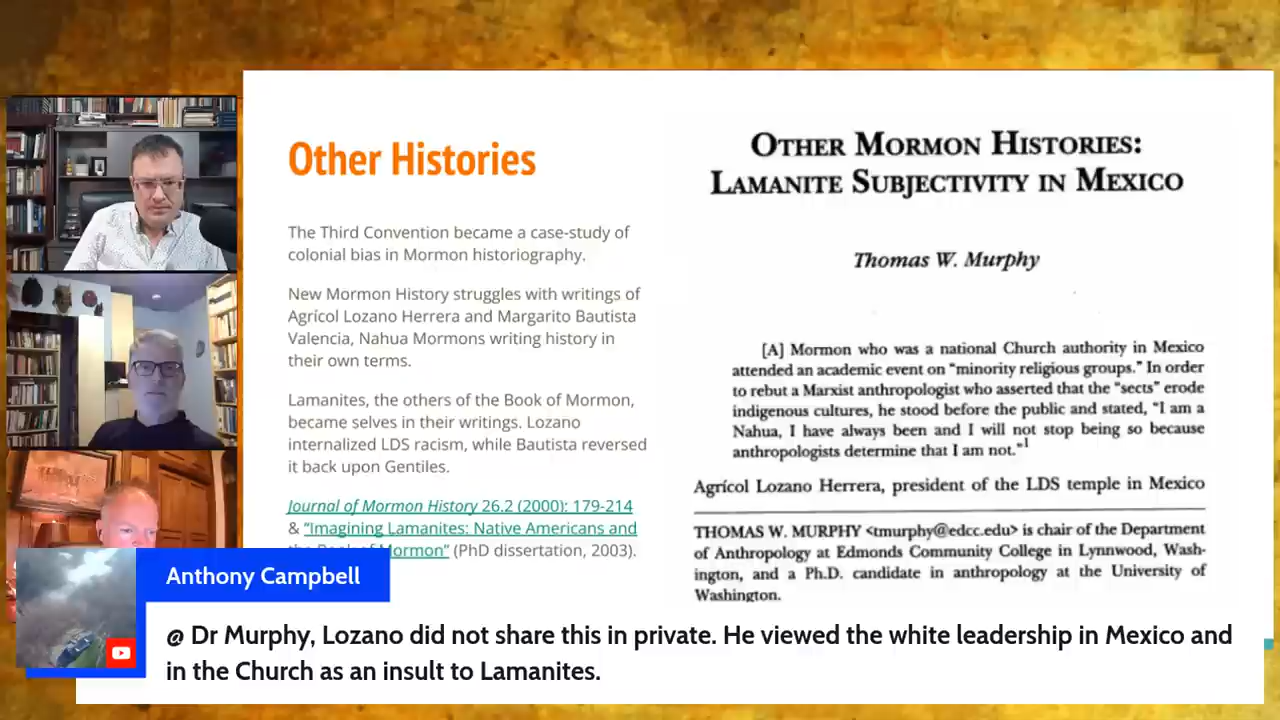 Other Histories
The Third Convention became a case-study of
colonial bias in Mormon historiography.
New Mormon History struggles with writings of
Agrícol Lozano Herrera and Margarito Bautista
Valencia, Nahua Mormons writing history in
their own terms.
Lamanites, the others of the Book of Mormon,
became selves in their writings. Lozano
internalized LDS racism, while Bautista reversed
it back upon Gentiles.
Journal of Mormon History 26.2 (2000): 179-214
& “Imagining Lamanites: Native Americans and
the Book of Mormon” (PhD dissertation, 2003).
OTHER MORMON HISTORIES:
LAMANITE SUBJECTIVITY IN MEXICO
Thomas W. Murphy
[A] Mormon who was a national Church authority in Mexico
attended an academic event on “minority religious groups.” In order
to rebut a Marxist anthropologist who asserted that the “sects” erode
indigenous cultures, he stood before the public and stated, “I am a
Nahua, I have always been and I will not stop being so because
anthropologists determine that I am not.”1
Agrícol Lozano Herrera, president of the LDS temple in Mexico
THOMAS W. MURPHY <tmurphy@edcc.edu> is chair of the Department
of Anthropology at Edmonds Community College in Lynnwood, Wash-
ington, and a Ph.D. candidate in anthropology at the University of
Washington.
Anthony Campbell
@ Dr Murphy, Lozano did not share this in private. He viewed the white leadership in Mexico and
in the Church as an insult to Lamanites.